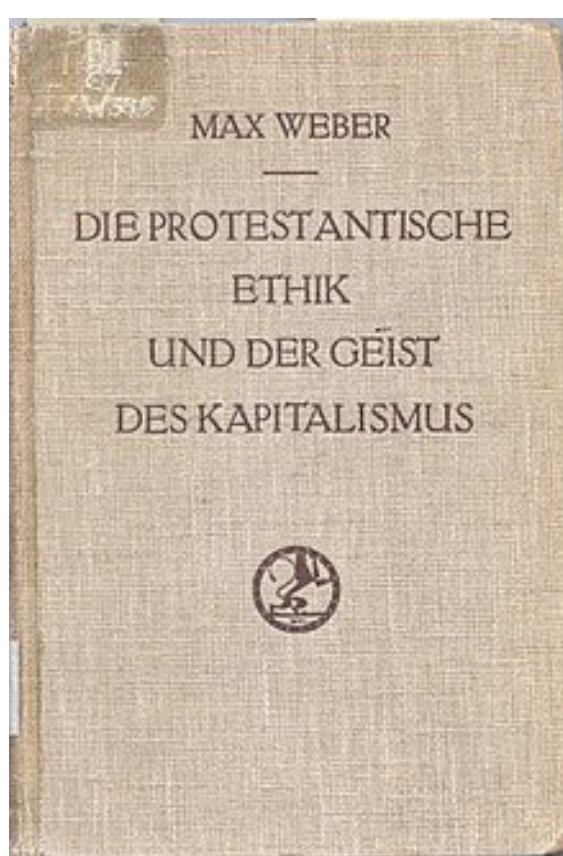 MAX WEBER
DIE PROTESTANTISCHE
ETHIK
UND DER GEIST
DES KAPITALISMUS